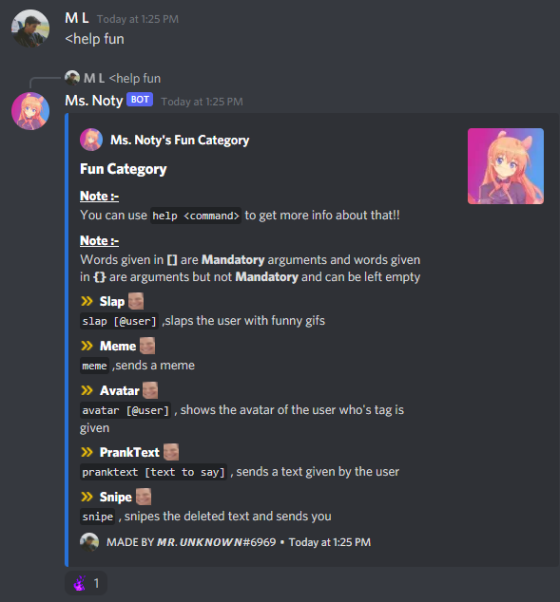 M L Today at 1:25 PM
<help fun
M L <help fun
Ms. Noty BOT Today at 1:25 PM
Ms. Noty's Fun Category
Fun Category
Note :-
You can use help <command> to get more info about that!!
Note :-
Words given in [] are Mandatory arguments and words given
in {} are arguments but not Mandatory and can be left empty
» Slap
slap [@user] ,slaps the user with funny gifs
» Meme
meme ,sends a meme
» Avatar
avatar [@user] , shows the avatar of the user who's tag is
given
» PrankText
pranktext [text to say] , sends a text given by the user
» Snipe
snipe , snipes the deleted text and sends you
MADE BY 𝙈𝙍.𝙐𝙉𝙆𝙉𝙊𝙒𝙉#6969 • Today at 1:25 PM
1